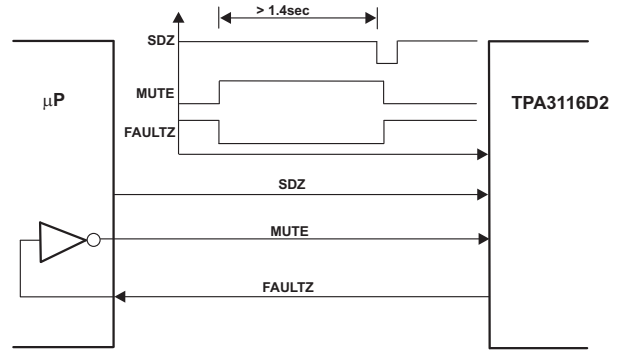 > 1.4sec
SDZ
MUTE
FAULTZ
μP
TPA3116D2
SDZ
MUTE
FAULTZ